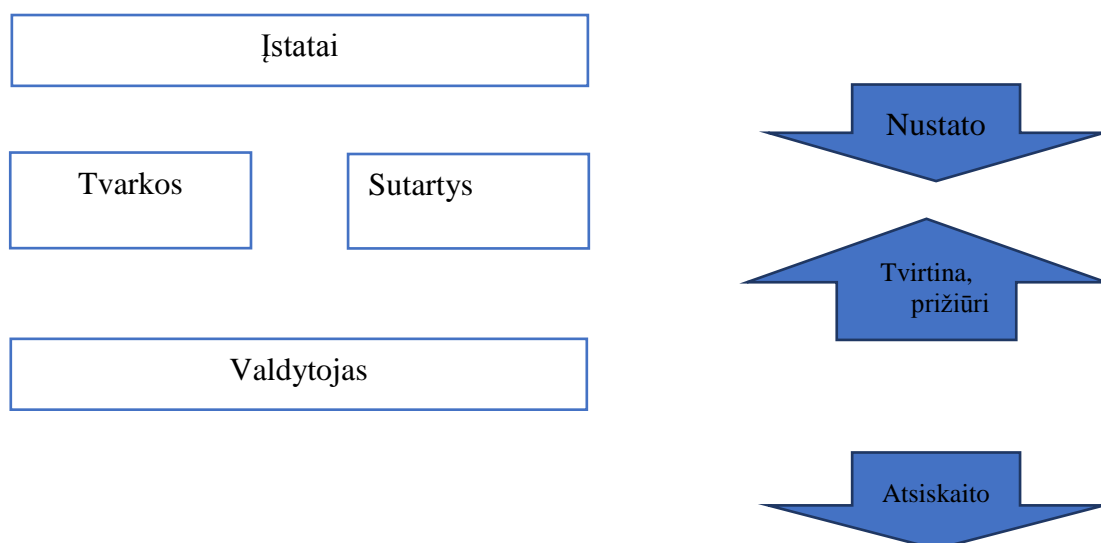 Įstatai
Nustato
Tvarkos
Sutartys
Tvirtina,
prižiūri
Valdytojas
Atsiskaito